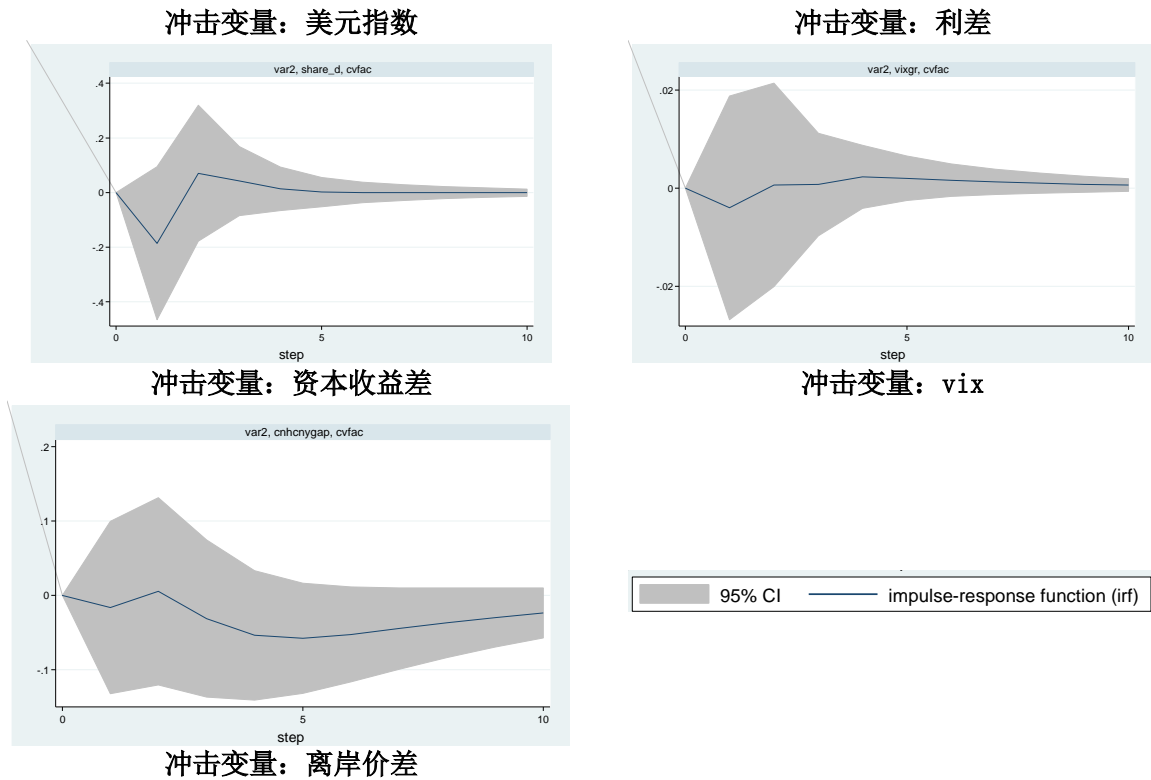 冲击变量：美元指数
冲击变量：利差
var2, share_d, cvfac
.4
.2
0
-.2
-.4
0
5
10
step
var2, vixgr, cvfac
.02
0
-.02
0
5
10
step
冲击变量：资本收益差
冲击变量：vix
var2, cnhcnygap, cvfac
.2
.1
0
-.1
0
5
10
step
95% CI
impulse-response function (irf)
冲击变量：离岸价差